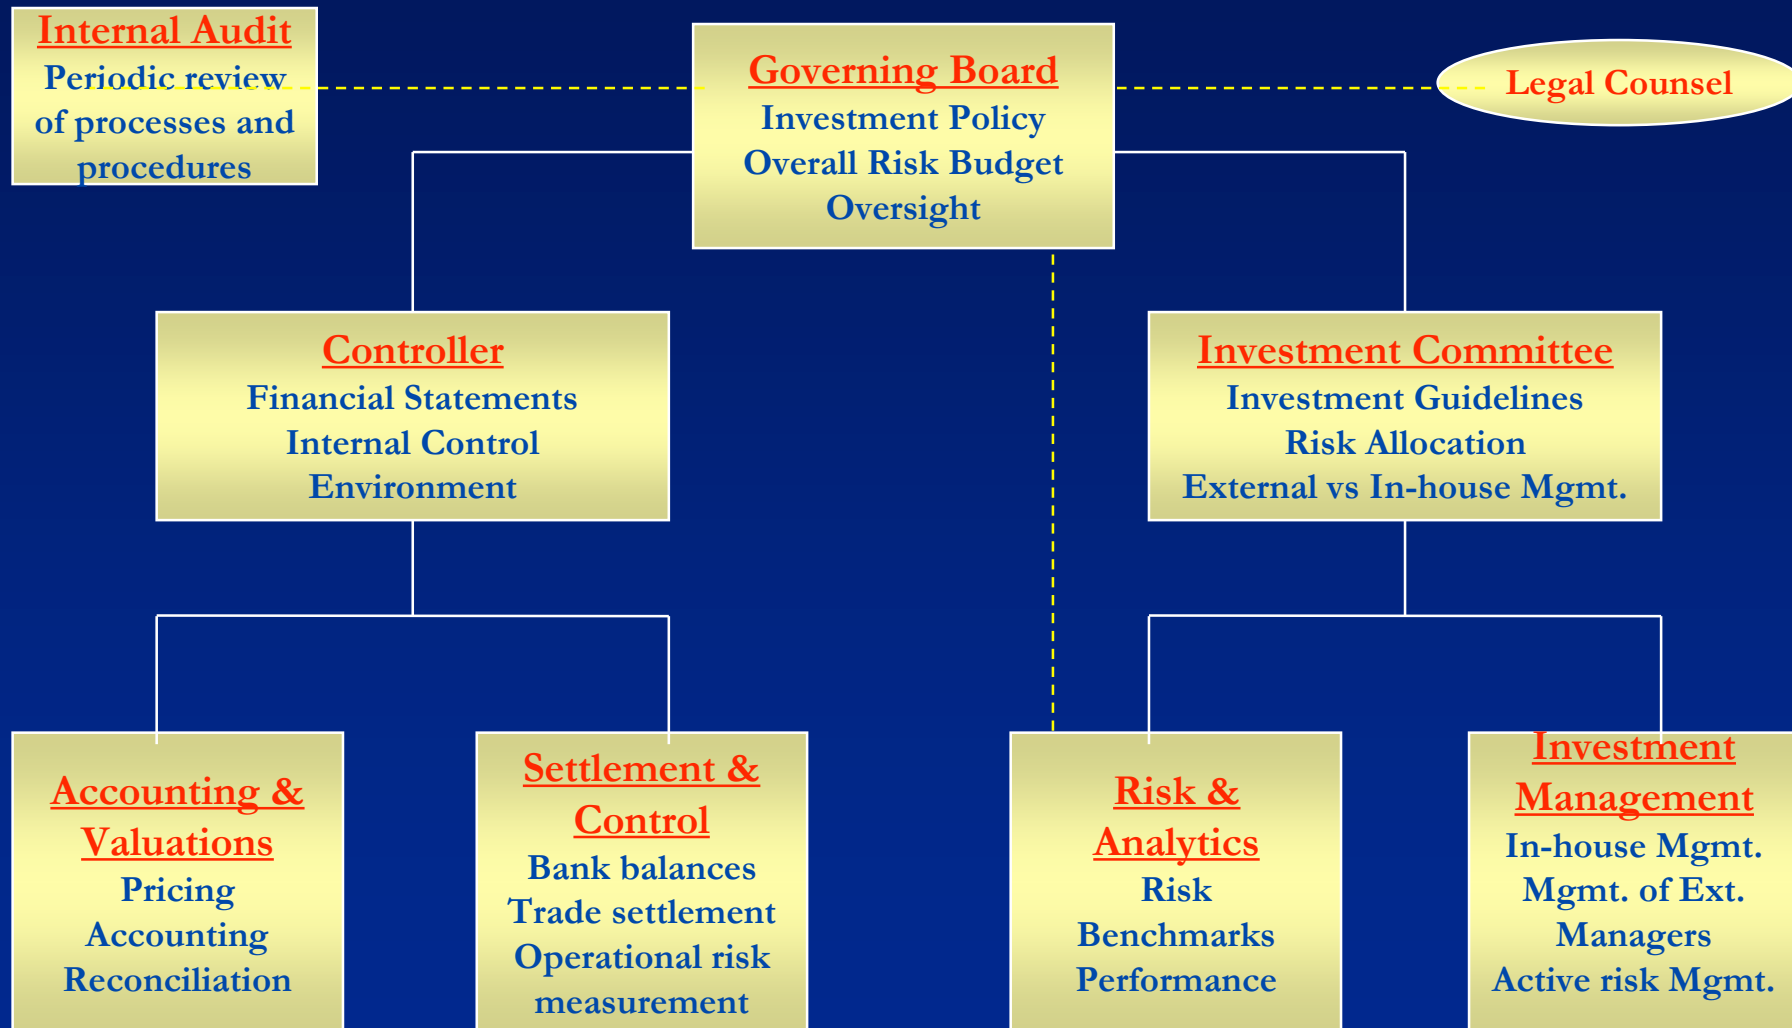 Internal Audit
Periodic review
of processes and
procedures
Governing Board
Investment Policy
Overall Risk Budget
Oversight
Legal Counsel
Controller
Financial Statements
Internal Control
Environment
Investment Committee
Investment Guidelines
Risk Allocation
External vs In-house Mgmt.
Accounting &
Valuations
Pricing
Accounting
Reconciliation
Settlement &
Control
Bank balances
Trade settlement
Operational risk
measurement
Risk &
Analytics
Risk
Benchmarks
Performance
Investment
Management
In-house Mgmt.
Mgmt. of Ext.
Managers
Active risk Mgmt.